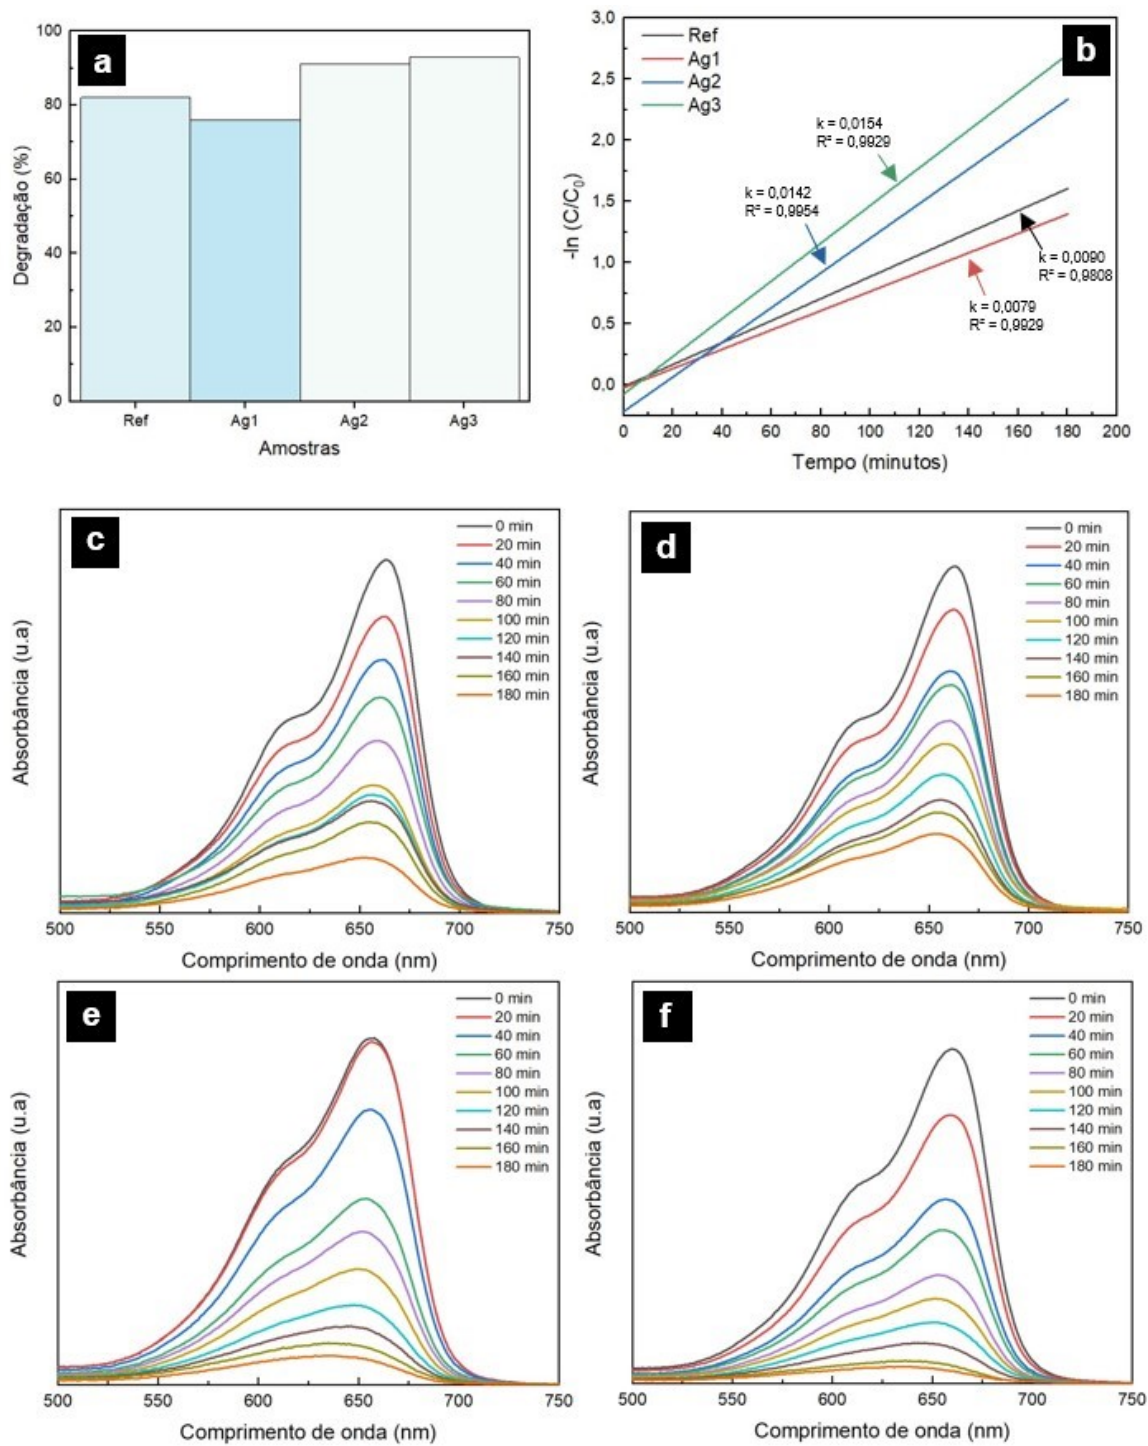 a
100
80
60
40
20
0
Degradação (%)
Ref
Ag1
Ag2
Ag3
Amostras
b
3,0
2,5
2,0
1,5
1,0
0,5
0,0
-ln (C/C₀)
Ref
Ag1
Ag2
Ag3
k = 0,0154
R² = 0,9929
k = 0,0142
R² = 0,9954
k = 0,0090
R² = 0,9808
k = 0,0079
R² = 0,9929
0 20 40 60 80 100 120 140 160 180 200
Tempo (minutos)
c
0 min
20 min
40 min
60 min
80 min
100 min
120 min
140 min
160 min
180 min
Absorbância (u.a)
500 550 600 650 700 750
Comprimento de onda (nm)
d
0 min
20 min
40 min
60 min
80 min
100 min
120 min
140 min
160 min
180 min
Absorbância (u.a)
500 550 600 650 700 750
Comprimento de onda (nm)
e
0 min
20 min
40 min
60 min
80 min
100 min
120 min
140 min
160 min
180 min
Absorbância (u.a)
500 550 600 650 700 750
Comprimento de onda (nm)
f
0 min
20 min
40 min
60 min
80 min
100 min
120 min
140 min
160 min
180 min
Absorbância (u.a)
500 550 600 650 700 750
Comprimento de onda (nm)